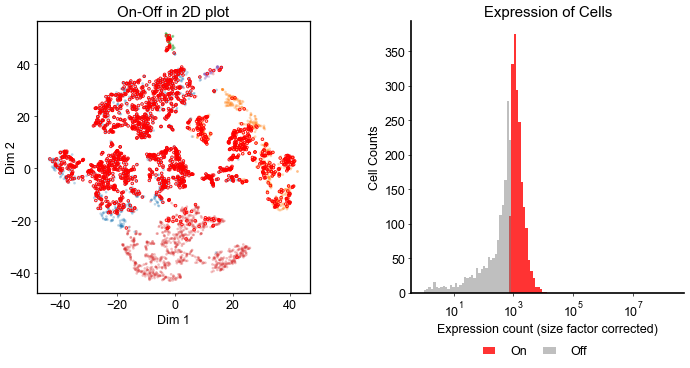 On-Off in 2D plot
Dim 2
40
20
0
−20
−40
−40 −20 0 20 40
Dim 1
Expression of Cells
Cell Counts
350
300
250
200
150
100
50
0
10^1 10^3 10^5 10^7
Expression count (size factor corrected)
On Off